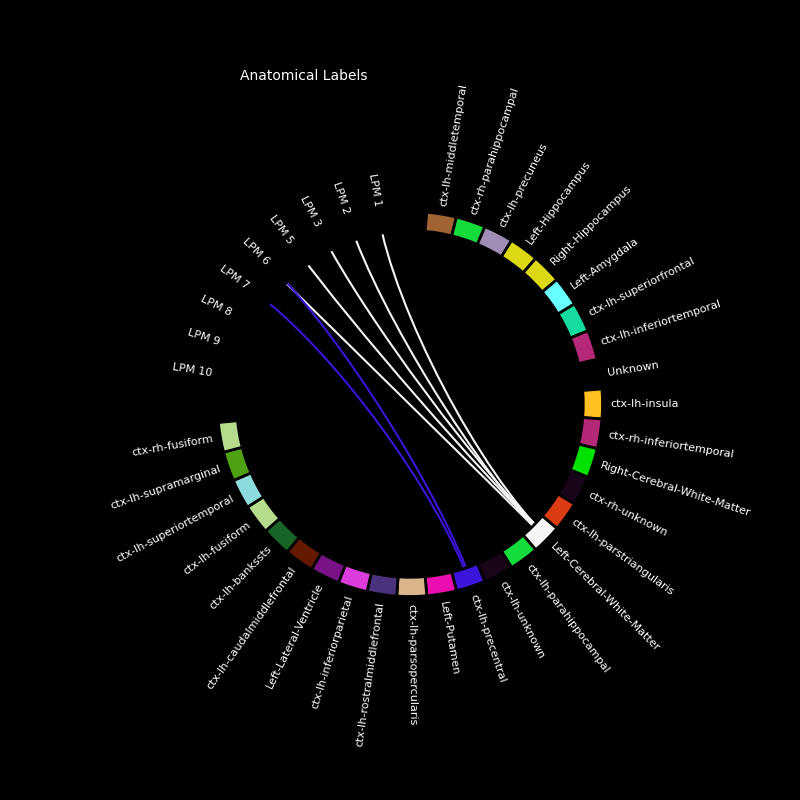 Anatomical Labels
LPM 1
LPM 2
LPM 3
LPM 5
LPM 6
LPM 7
LPM 8
LPM 9
LPM 10
ctx-rh-fusiform
ctx-lh-supramarginal
ctx-lh-superiortemporal
ctx-lh-fusiform
ctx-lh-bankssts
ctx-lh-caudalmiddlefrontal
Left-Lateral-Ventricle
ctx-lh-inferiorparietal
ctx-lh-rostralmiddlefrontal
ctx-lh-parsopercularis
Left-Putamen
ctx-lh-precentral
ctx-lh-unknown
ctx-lh-parahippocampal
Left-Cerebral-White-Matter
ctx-lh-parstriangularis
ctx-rh-unknown
Right-Cerebral-White-Matter
ctx-rh-inferiortemporal
ctx-lh-insula
Unknown
ctx-lh-inferiortemporal
ctx-lh-superiorfrontal
Left-Amygdala
Right-Hippocampus
Left-Hippocampus
ctx-lh-precuneus
ctx-rh-parahippocampal
ctx-lh-middletemporal